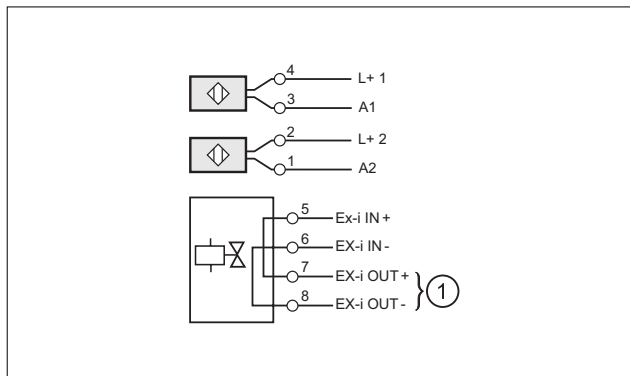 4 L+ 1
3 A1
2 L+ 2
1 A2
5 Ex-i IN+
6 EX-i IN-
7 EX-i OUT+
8 EX-i OUT-
1